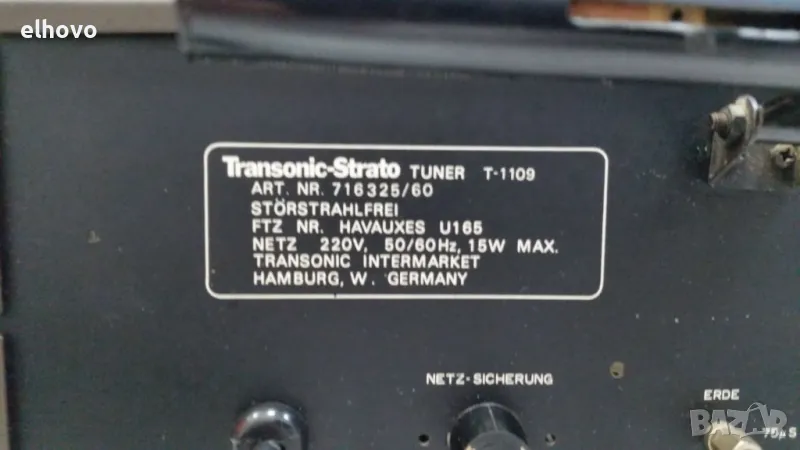 elhovo
Transonic-Strato TUNER T-1109
ART. NR. 716325/60
STÖRSTRAHLFREI
FTZ NR. HAVAUXES U165
NETZ 220V, 50/60Hz, 15W MAX.
TRANSONIC INTERMARKET
HAMBURG, W. GERMANY
NETZ-SICHERUNG
ERDE
BAZAR